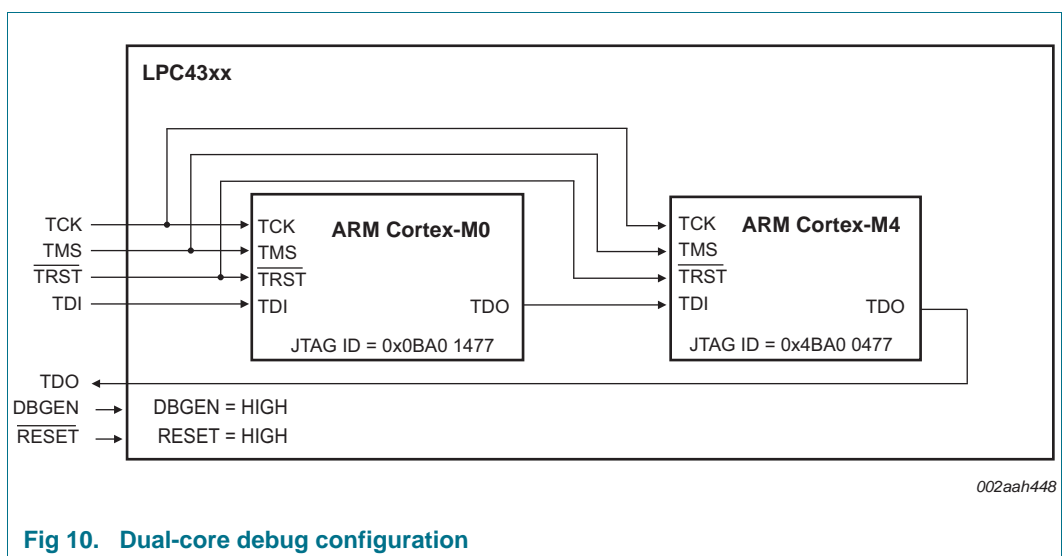 LPC43xx
TCK
TMS
TRST
TDI
TCK
TMS
TRST
TDI
ARM Cortex-M0
TDO
JTAG ID = 0x0BA0 1477
TCK
TMS
TRST
TDI
ARM Cortex-M4
TDO
JTAG ID = 0x4BA0 0477
TDO
DBGEN
RESET
DBGEN = HIGH
RESET = HIGH
002aah448
Fig 10. Dual-core debug configuration